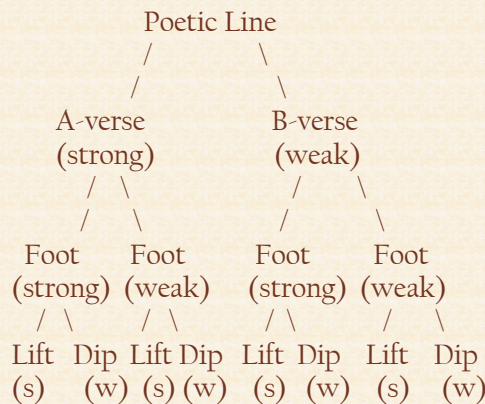 Poetic Line
/ \
/ \
A-verse B-verse
(strong) (weak)
/ \ / \
/ \ / \
Foot Foot Foot Foot
(strong) (weak) (strong) (weak)
/ \ / \ / \ / \
Lift Dip Lift Dip Lift Dip Lift Dip
(s) (w) (s) (w) (s) (w) (s) (w)